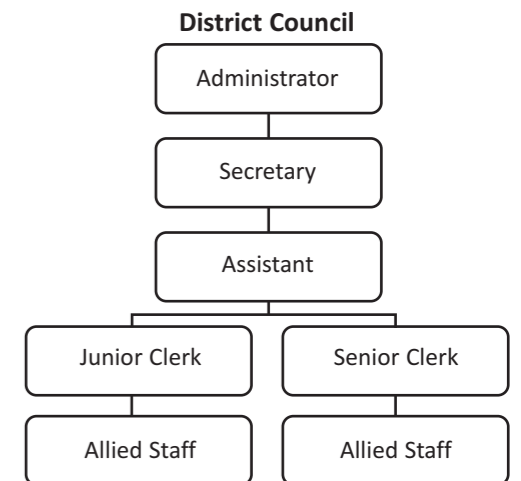 District Council
Administrator
Secretary
Assistant
Junior Clerk
Senior Clerk
Allied Staff
Allied Staff